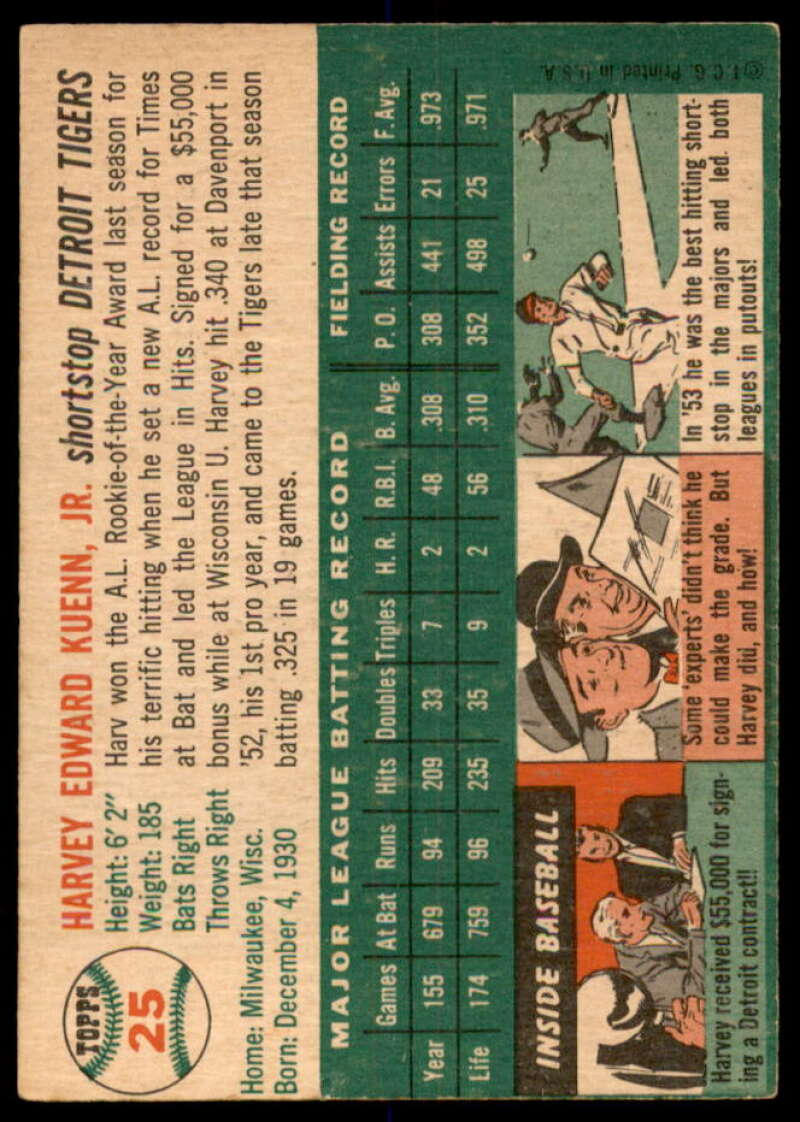 TOPPS
25
HARVEY EDWARD KUENN, JR. shortstop DETROIT TIGERS
Height: 6' 2"
Weight: 185
Bats Right
Throws Right
Home: Milwaukee, Wisc.
Born: December 4, 1930
Harv won the A.L. Rookie-of-the-Year Award last season for
his terrific hitting when he set a new A.L. record for Times
at Bat and led the League in Hits. Signed for a $55,000
bonus while at Wisconsin U. Harvey hit .340 at Davenport in
'52, his 1st pro year, and came to the Tigers late that season
batting .325 in 19 games.
MAJOR LEAGUE BATTING RECORD FIELDING RECORD
Games At Bat Runs Hits Doubles Triples H. R. R.B.I. B. Avg. P. O. Assists Errors F. Avg.
Year 155 679 94 209 33 7 2 48 .308 308 441 21 .973
Life 174 759 96 235 35 9 2 56 .310 352 498 25 .971
INSIDE BASEBALL
Harvey received $55,000 for sign-
ing a Detroit contract!!
Some 'experts' didn't think he
could make the grade. But
Harvey did, and how!
In '53 he was the best hitting short-
stop in the majors and led both
leagues in putouts!
© T. C. G. Printed in U. S. A.